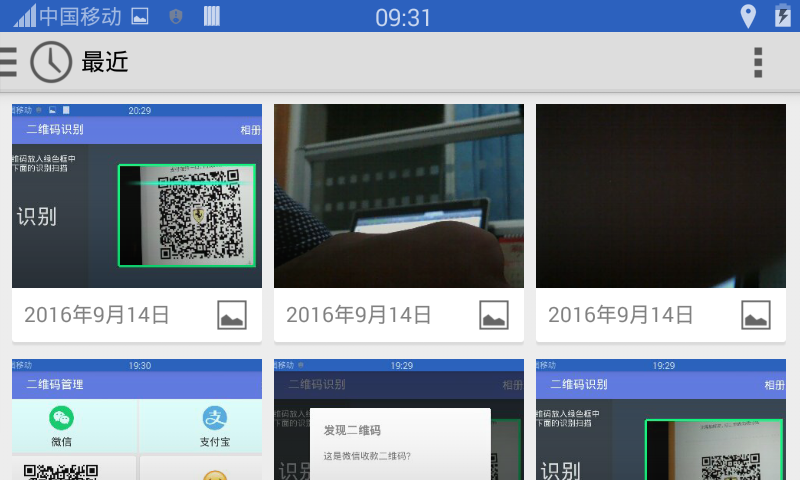 中国移动
09:31
最近
移动
20:29
二维码识别
相册
维码放入绿色框中
下面的识别扫描
识别
2016年9月14日
2016年9月14日
2016年9月14日
移动
19:30
二维码管理
微信
支付宝
移动
19:29
二维码识别
相册
发现二维码
这是微信收款二维码?
识
移动
19:29
二维码识别
相册
维码放入绿色框中
下面的识别扫描
识别